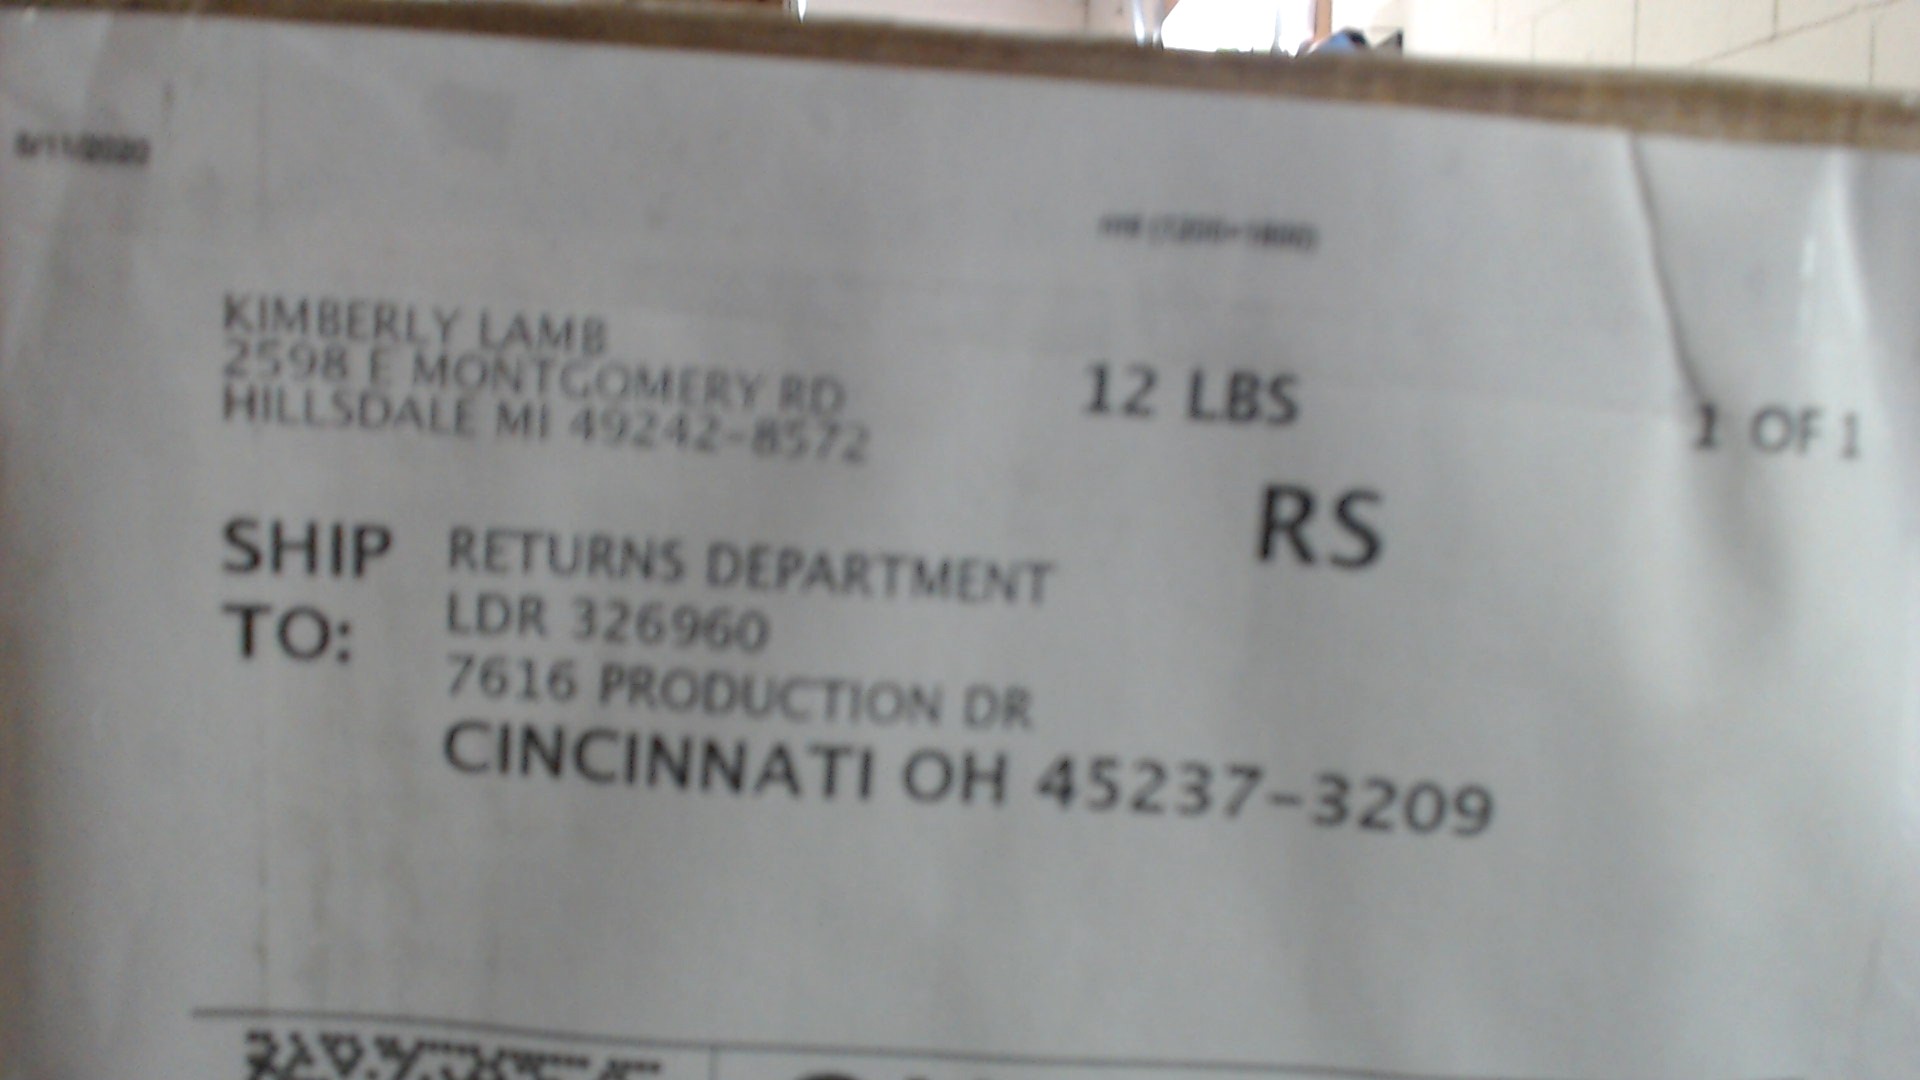 KIMBERLY LAMB
2598 E MONTGOMERY RD
HILLSDALE MI 49242-8572
12 LBS
1 OF 1
RS
SHIP TO:
RETURNS DEPARTMENT
LDR 326960
7616 PRODUCTION DR
CINCINNATI OH 45237-3209